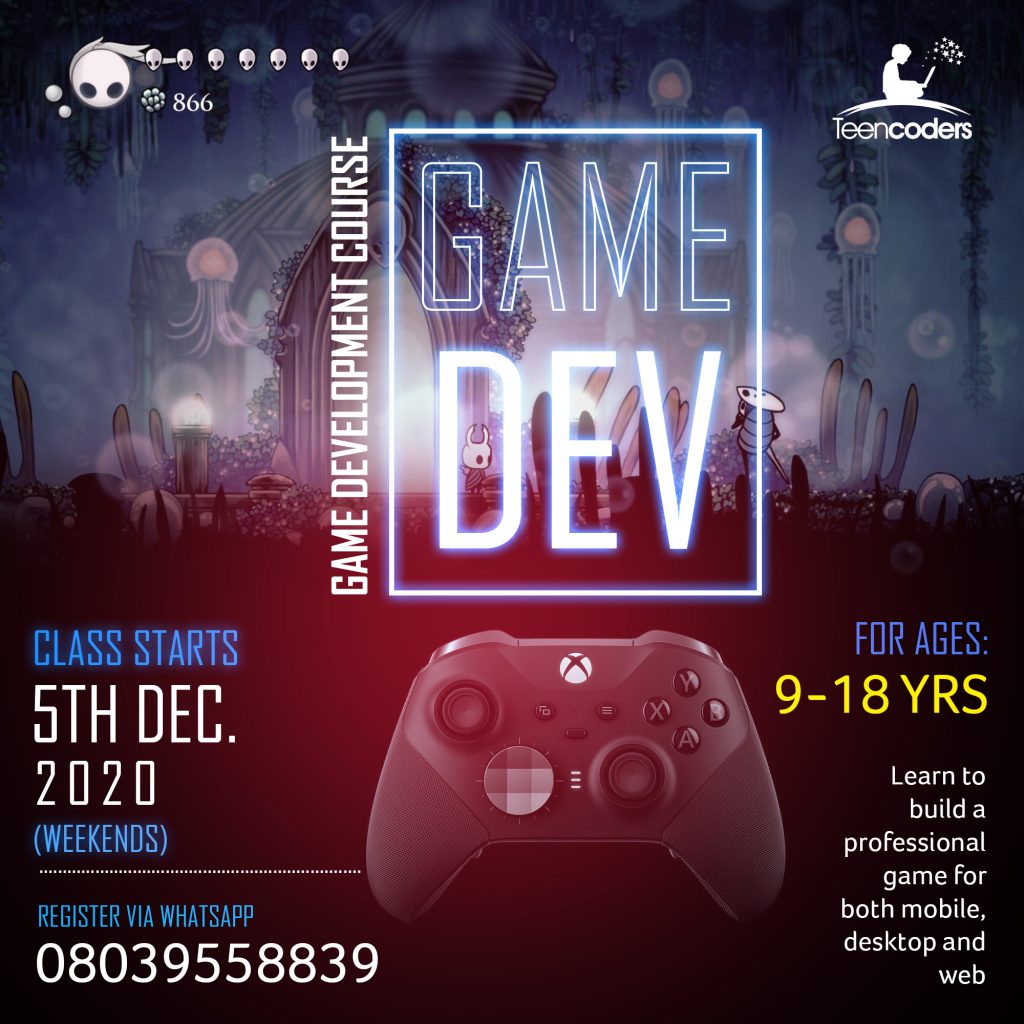 866
Teencoders
GAME DEVELOPMENT COURSE
GAME
DEV
CLASS STARTS
5TH DEC.
2020
(WEEKENDS)
REGISTER VIA WHATSAPP
08039558839
Y
X
B
A
FOR AGES:
9-18 YRS
Learn to
build a
professional
game for
both mobile,
desktop and
web